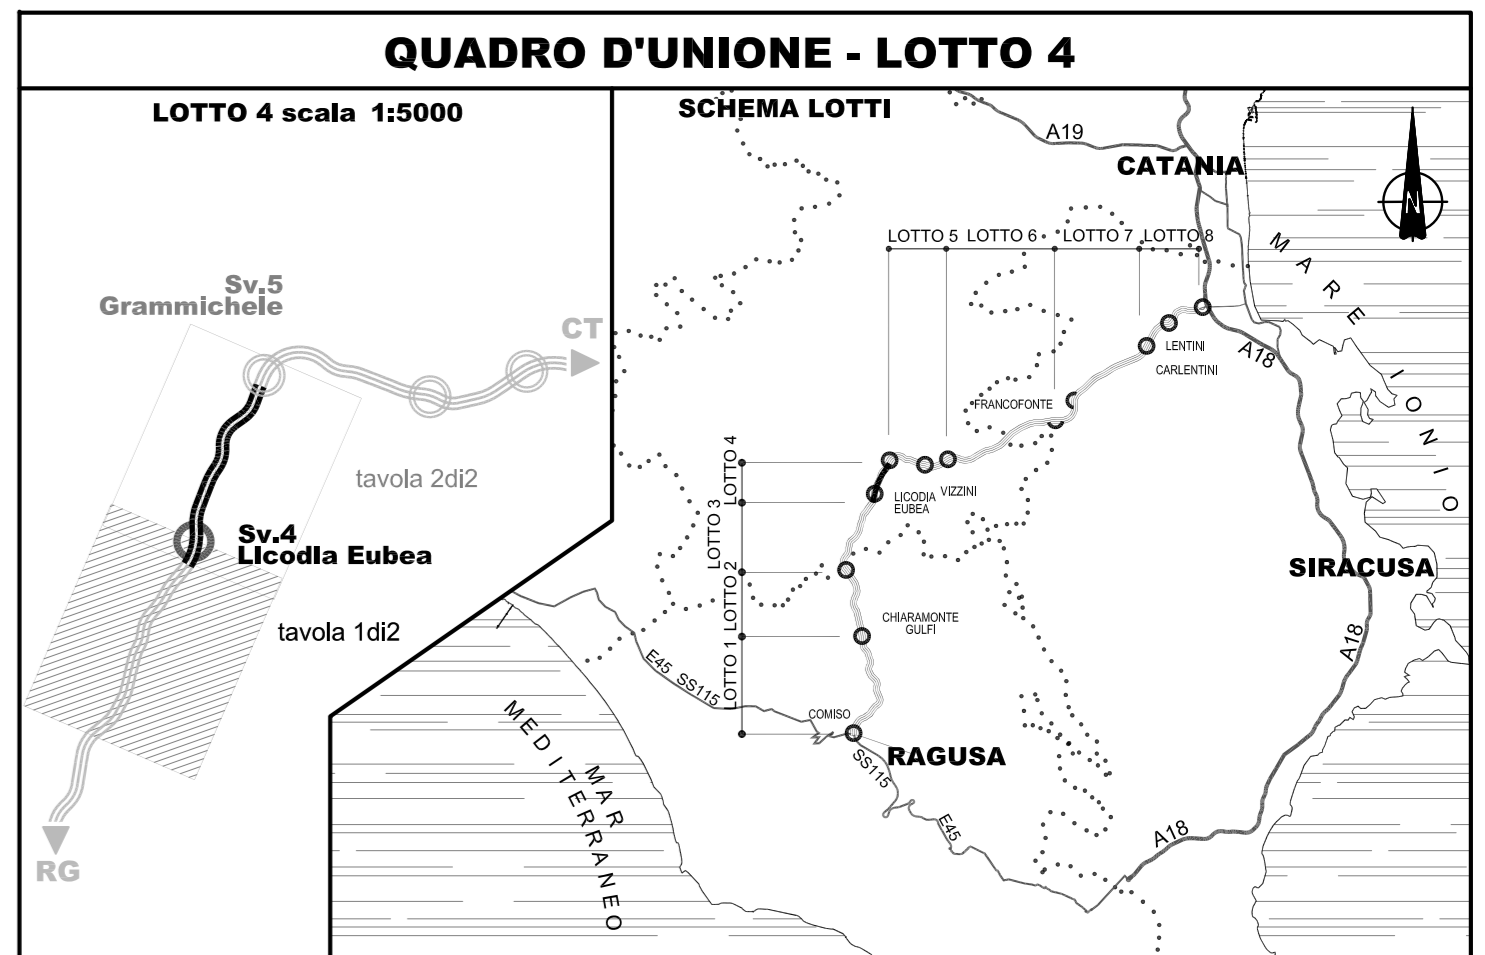 QUADRO D'UNIONE - LOTTO 4
LOTTO 4 scala 1:5000
Sv.5
Grammichele
CT
tavola 2di2
Sv.4
Licodia Eubea
tavola 1di2
RG
SCHEMA LOTTI
A19
CATANIA
N
LOTTO 5
LOTTO 6
LOTTO 7
LOTTO 8
MARE IONIO
LENTINI
A18
CARLENTINI
FRANCOFONTE
LOTTO 4
LOTTO 3
LOTTO 2
LOTTO 1
LICODIA
EUBEA
VIZZINI
SIRACUSA
CHIARAMONTE
GULFI
A18
E45
SS115
COMISO
RAGUSA
SS115
E45
A18
MAR
MEDITERRANEO